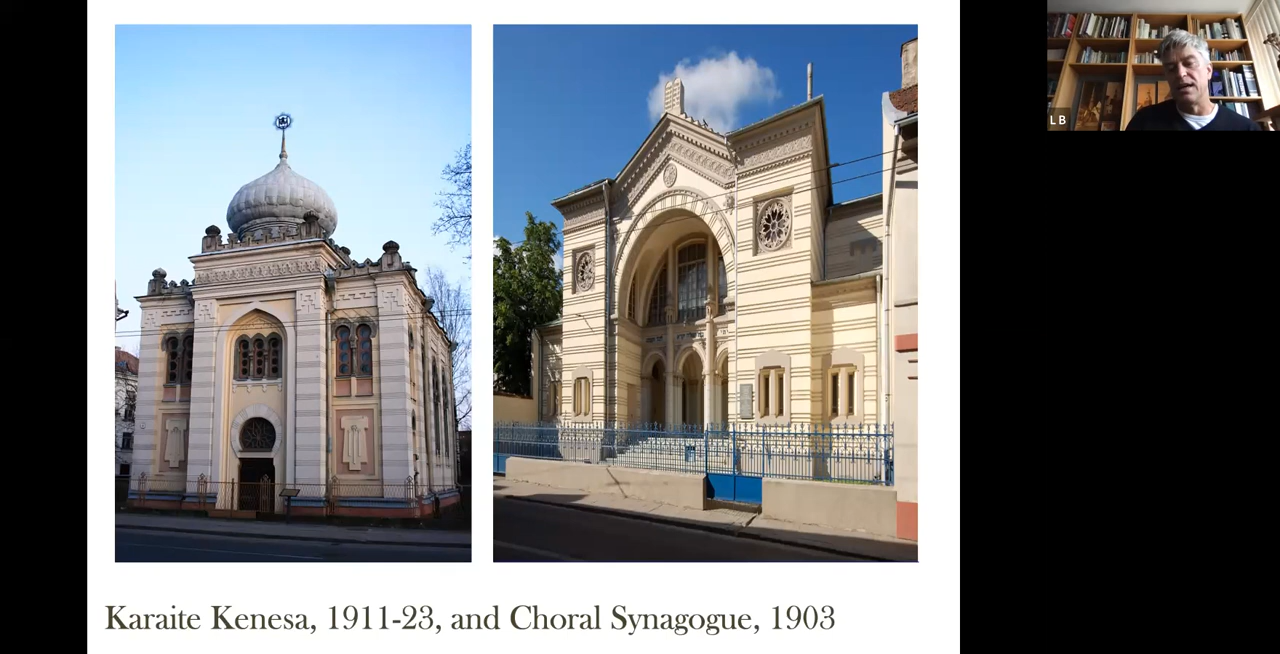 LB
Karaite Kenesa, 1911-23, and Choral Synagogue, 1903